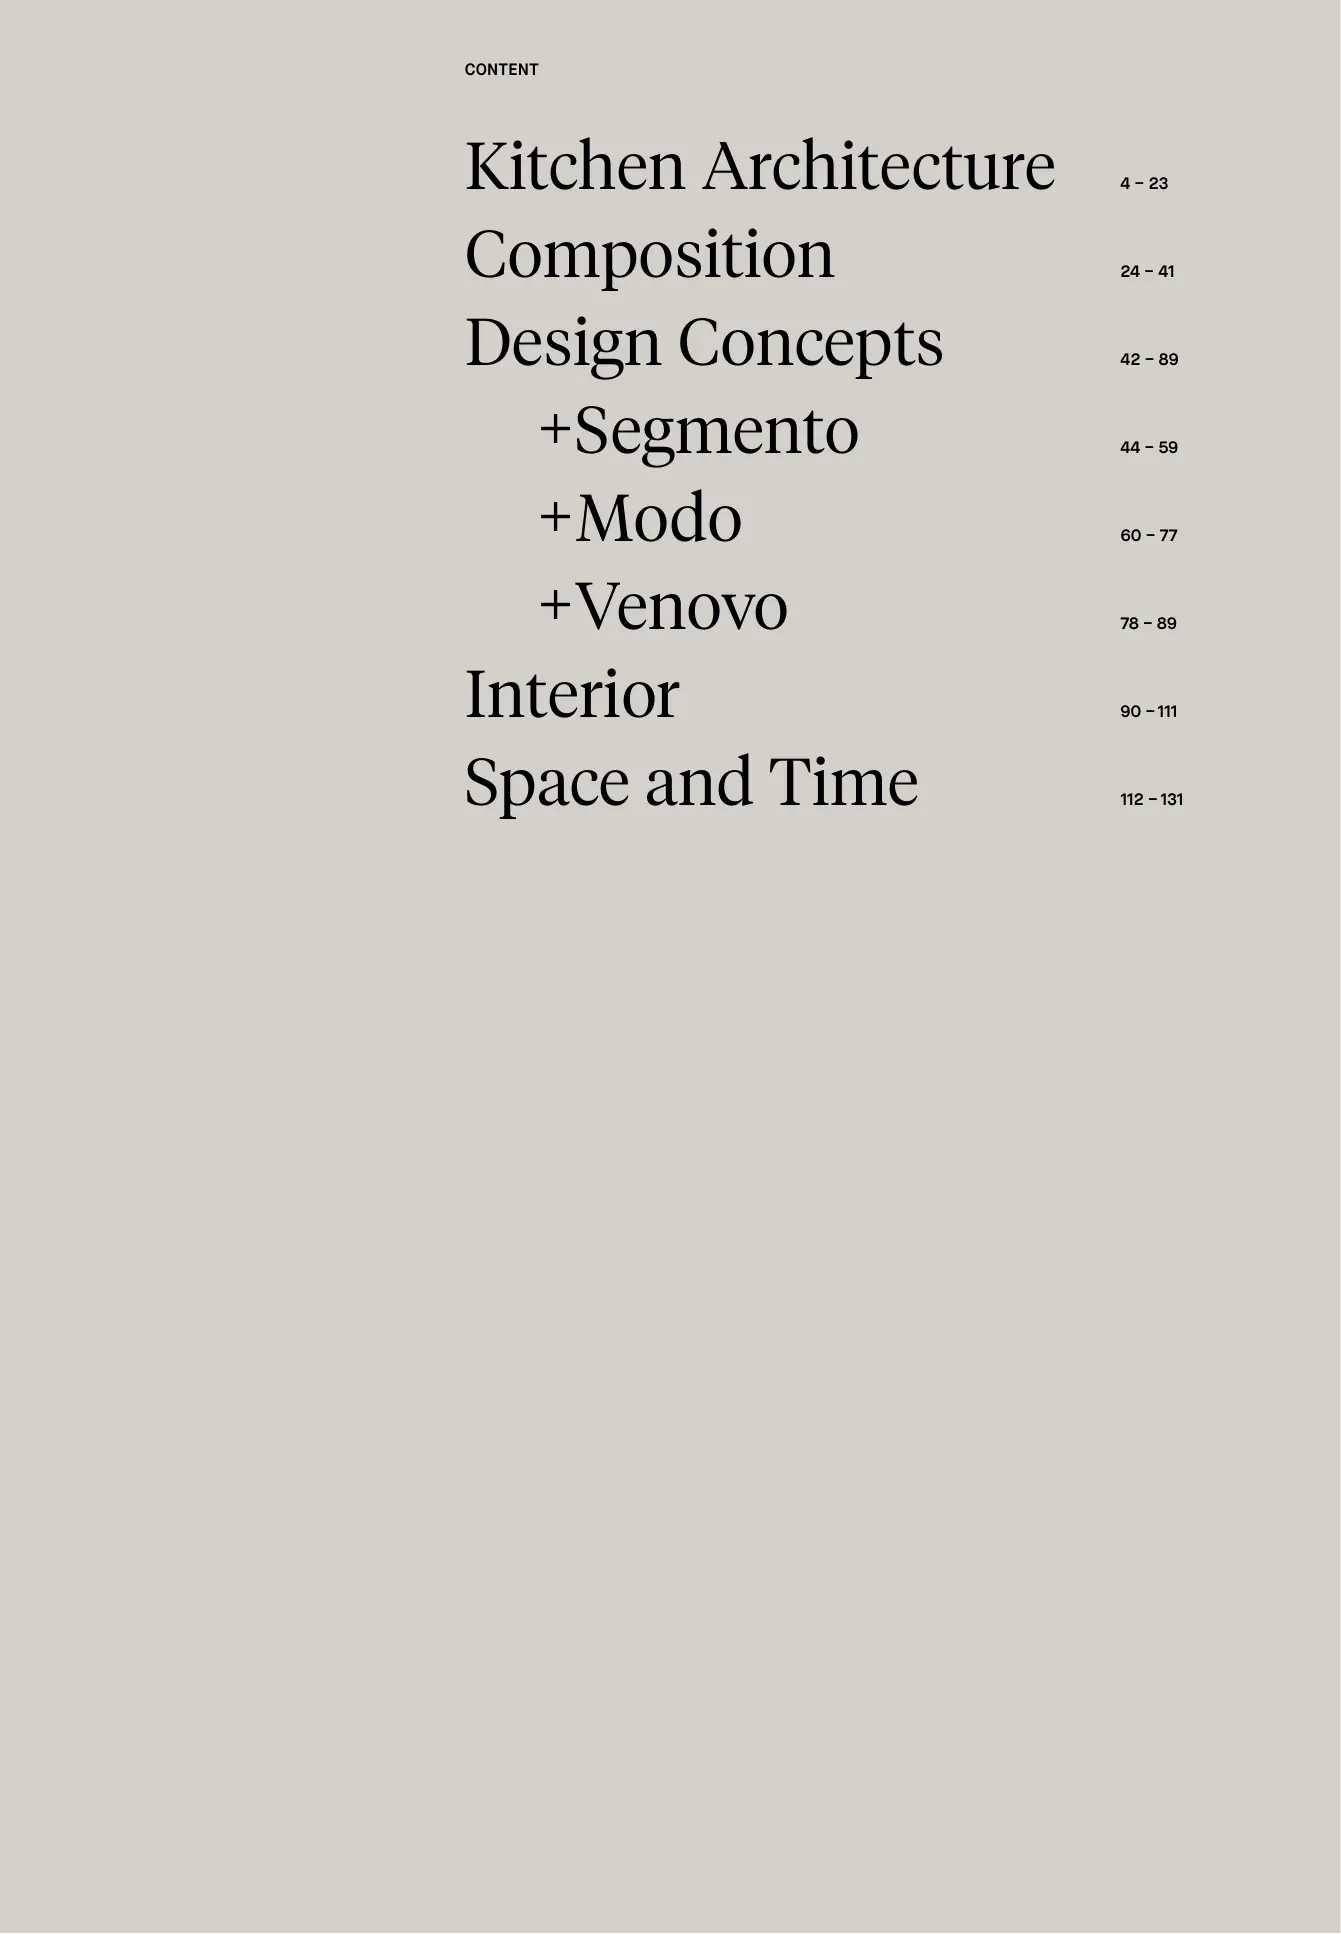 CONTENT
Kitchen Architecture 4 – 23
Composition 24 – 41
Design Concepts 42 – 89
+Segmento 44 – 59
+Modo 60 – 77
+Venovo 78 – 89
Interior 90 – 111
Space and Time 112 – 131